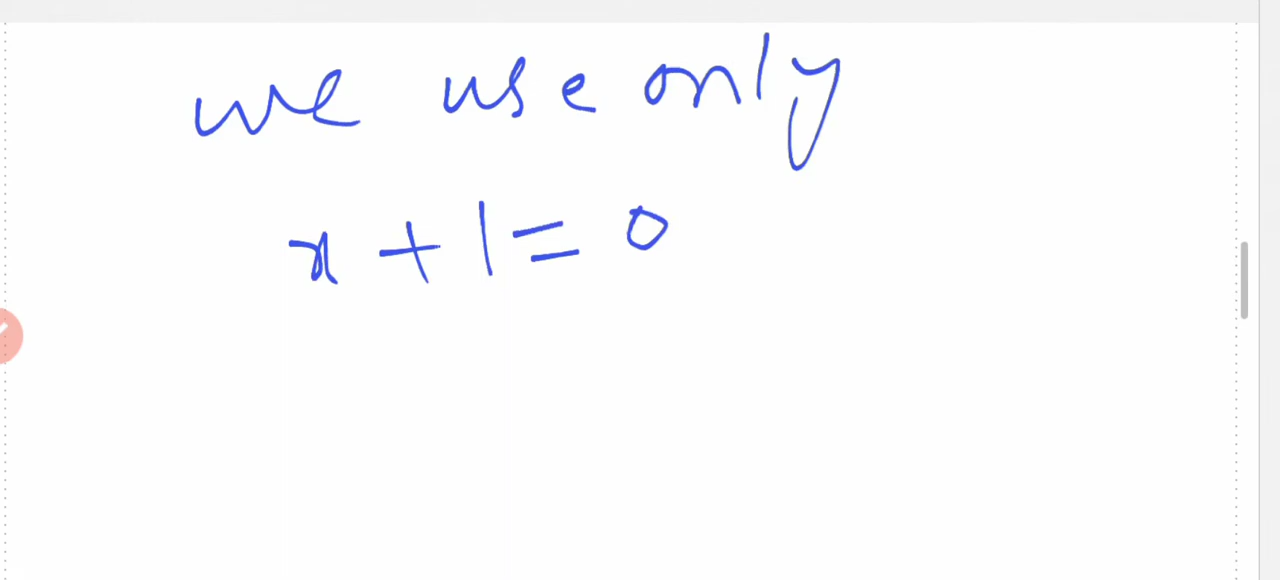 we use only
x + 1 = 0